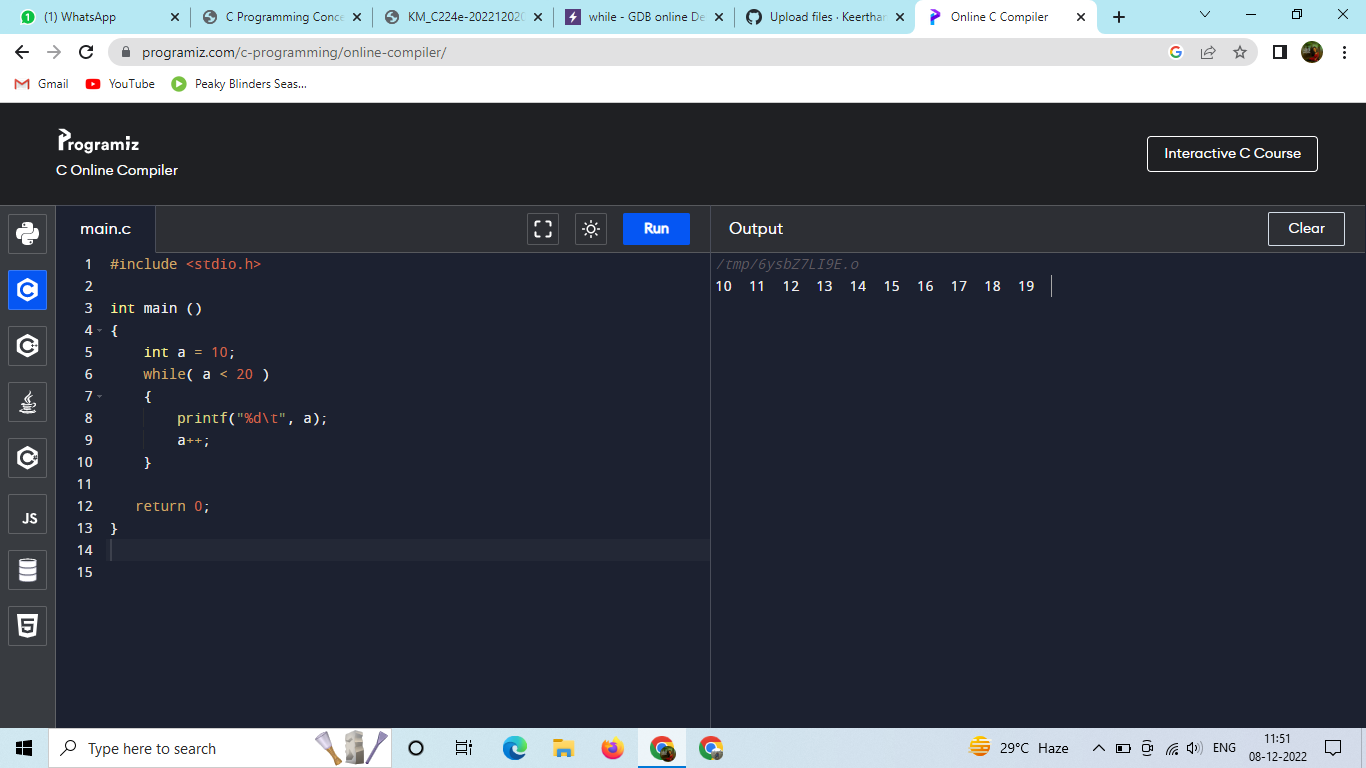 (1) WhatsApp
C Programming Conce
KM_C224e-202212020
while - GDB online De
Upload files · Keerthar
Online C Compiler
programiz.com/c-programming/online-compiler/
Gmail
YouTube
Peaky Blinders Seas...
Programiz
C Online Compiler
Interactive C Course
main.c
Run
Output
Clear
1 #include <stdio.h>
2
3 int main ()
4 {
5 int a = 10;
6 while( a < 20 )
7 {
8 printf("%d\t", a);
9 a++;
10 }
11
12 return 0;
13 }
14
15
/tmp/6ysbZ7LI9E.o
10 11 12 13 14 15 16 17 18 19
JS
Type here to search
29°C Haze
ENG
11:51
08-12-2022